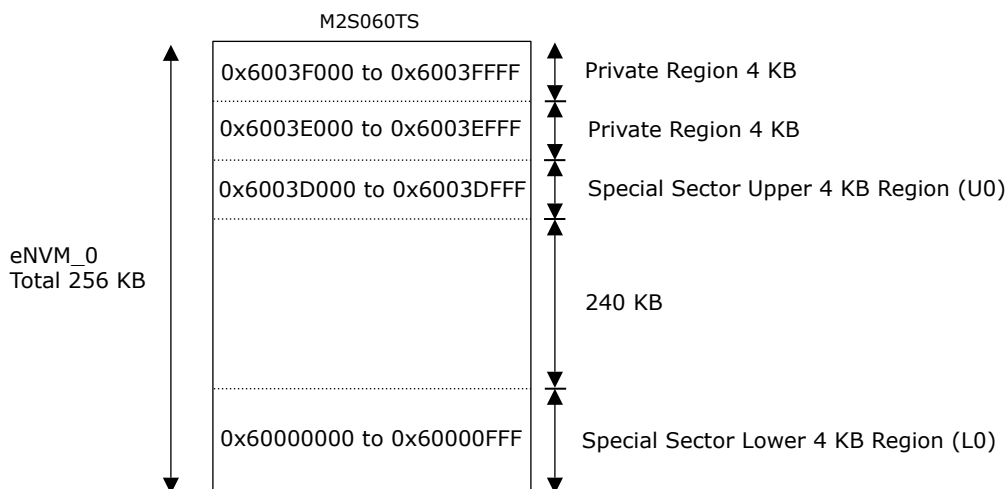 M2S060TS
0x6003F000 to 0x6003FFFF
Private Region 4 KB
0x6003E000 to 0x6003EFFF
Private Region 4 KB
0x6003D000 to 0x6003DFFF
Special Sector Upper 4 KB Region (U0)
eNVM_0
Total 256 KB
240 KB
0x60000000 to 0x60000FFF
Special Sector Lower 4 KB Region (L0)